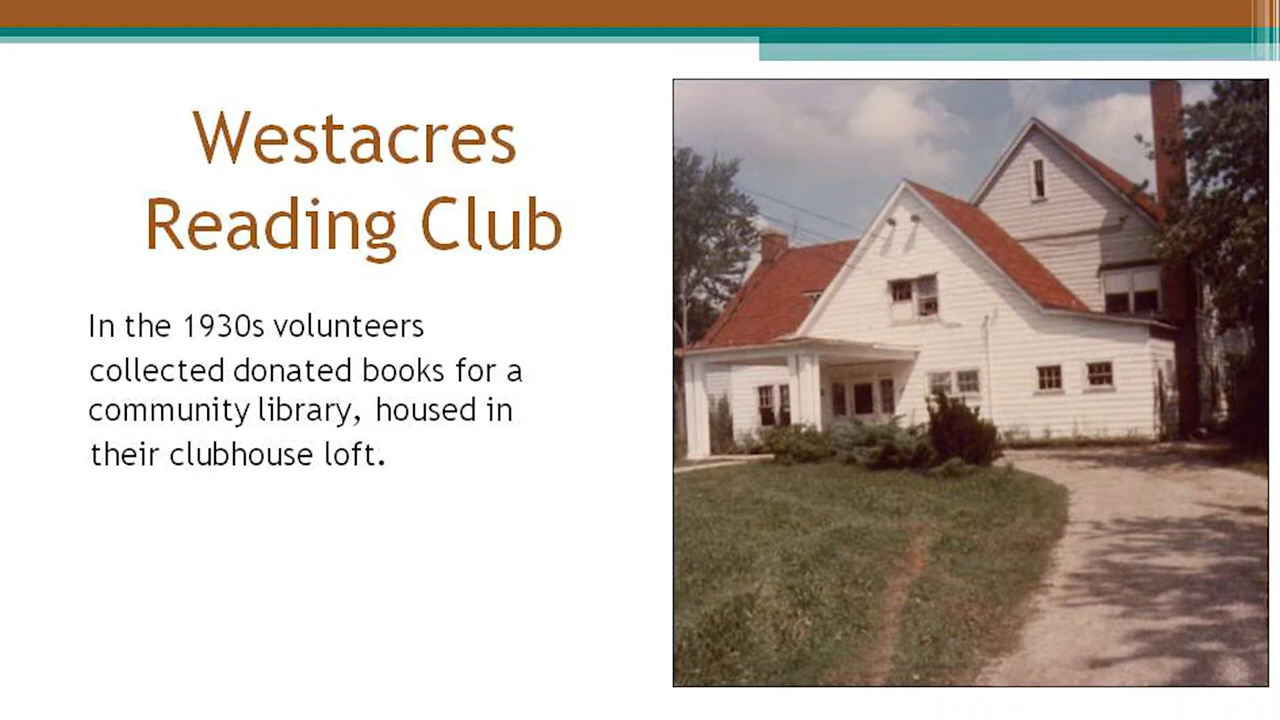 Westacres
Reading Club
In the 1930s volunteers
collected donated books for a
community library, housed in
their clubhouse loft.